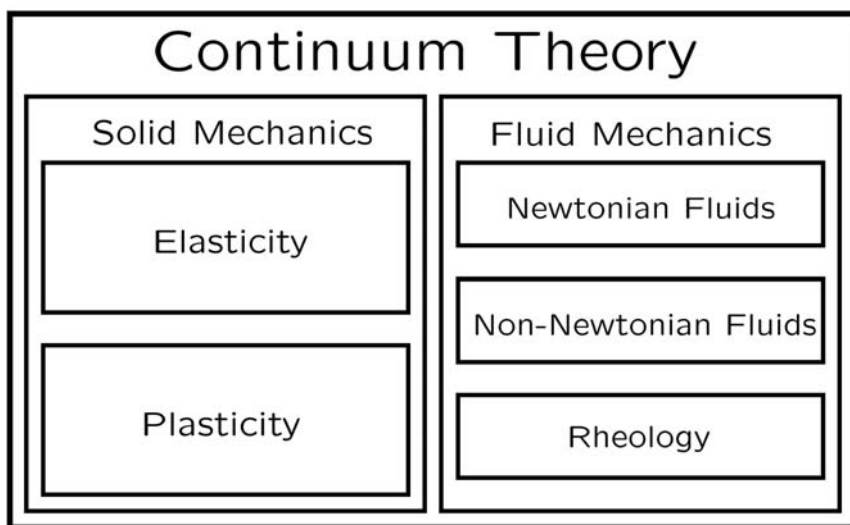 Continuum Theory
Solid Mechanics
Elasticity
Plasticity
Fluid Mechanics
Newtonian Fluids
Non-Newtonian Fluids
Rheology